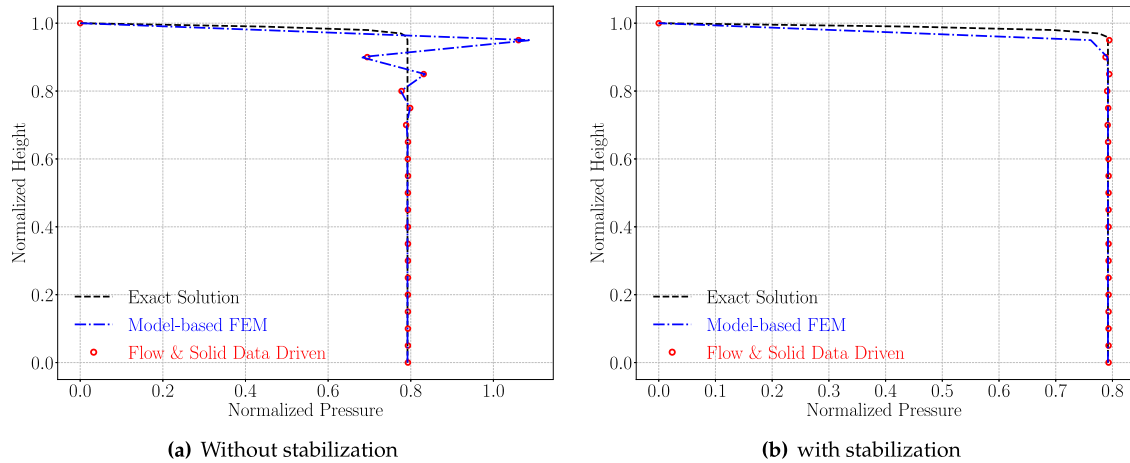 1.0
0.8
0.6
0.4
0.2
0.0
Normalized Height
Exact Solution
Model-based FEM
Flow & Solid Data Driven
0.0 0.2 0.4 0.6 0.8 1.0
Normalized Pressure
(a) Without stabilization
1.0
0.8
0.6
0.4
0.2
0.0
Normalized Height
Exact Solution
Model-based FEM
Flow & Solid Data Driven
0.0 0.1 0.2 0.3 0.4 0.5 0.6 0.7 0.8
Normalized Pressure
(b) with stabilization